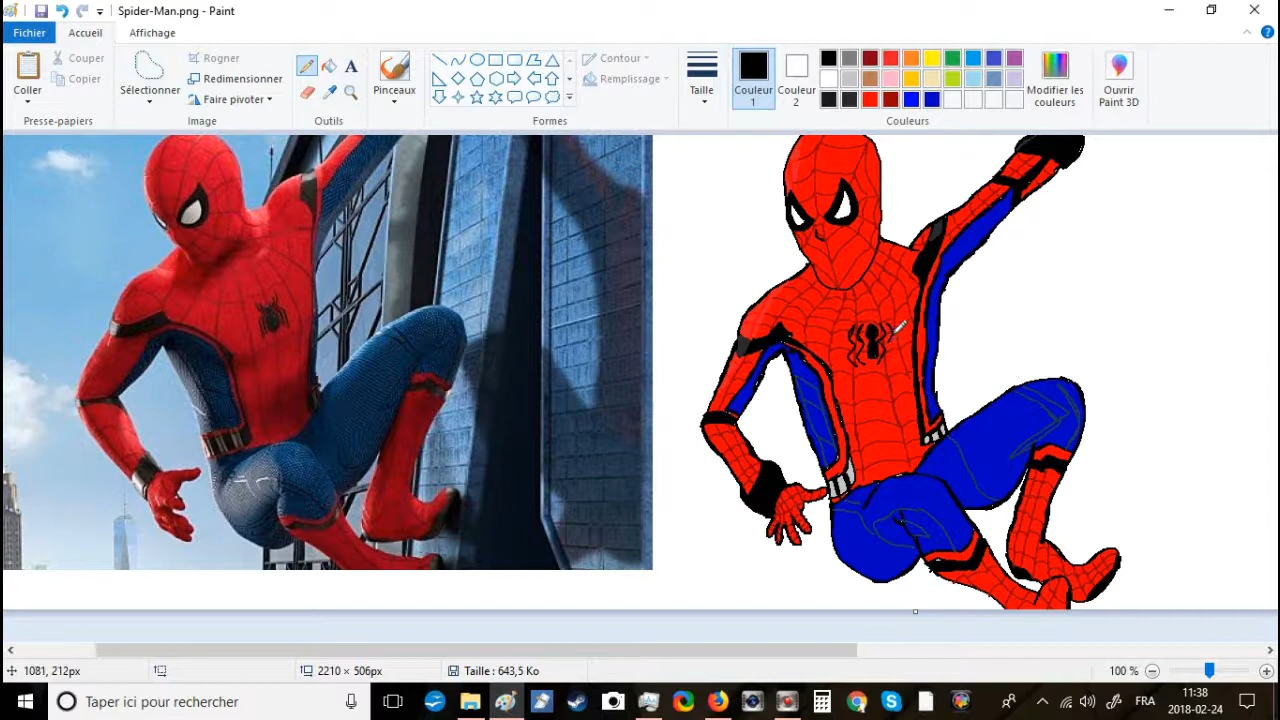 Spider-Man.png - Paint
Fichier
Accueil
Affichage
Coller
Couper
Copier
Presse-papiers
Sélectionner
Rogner
Redimensionner
Faire pivoter
Image
A
Outils
Pinceaux
Contour
Remplissage
Formes
Taille
Couleur
1
Couleur
2
Modifier les
couleurs
Couleurs
Ouvrir
Paint 3D
1081, 212px
2210 × 506px
Taille : 643,5 Ko
100 %
Taper ici pour rechercher
FRA
11:38
2018-02-24